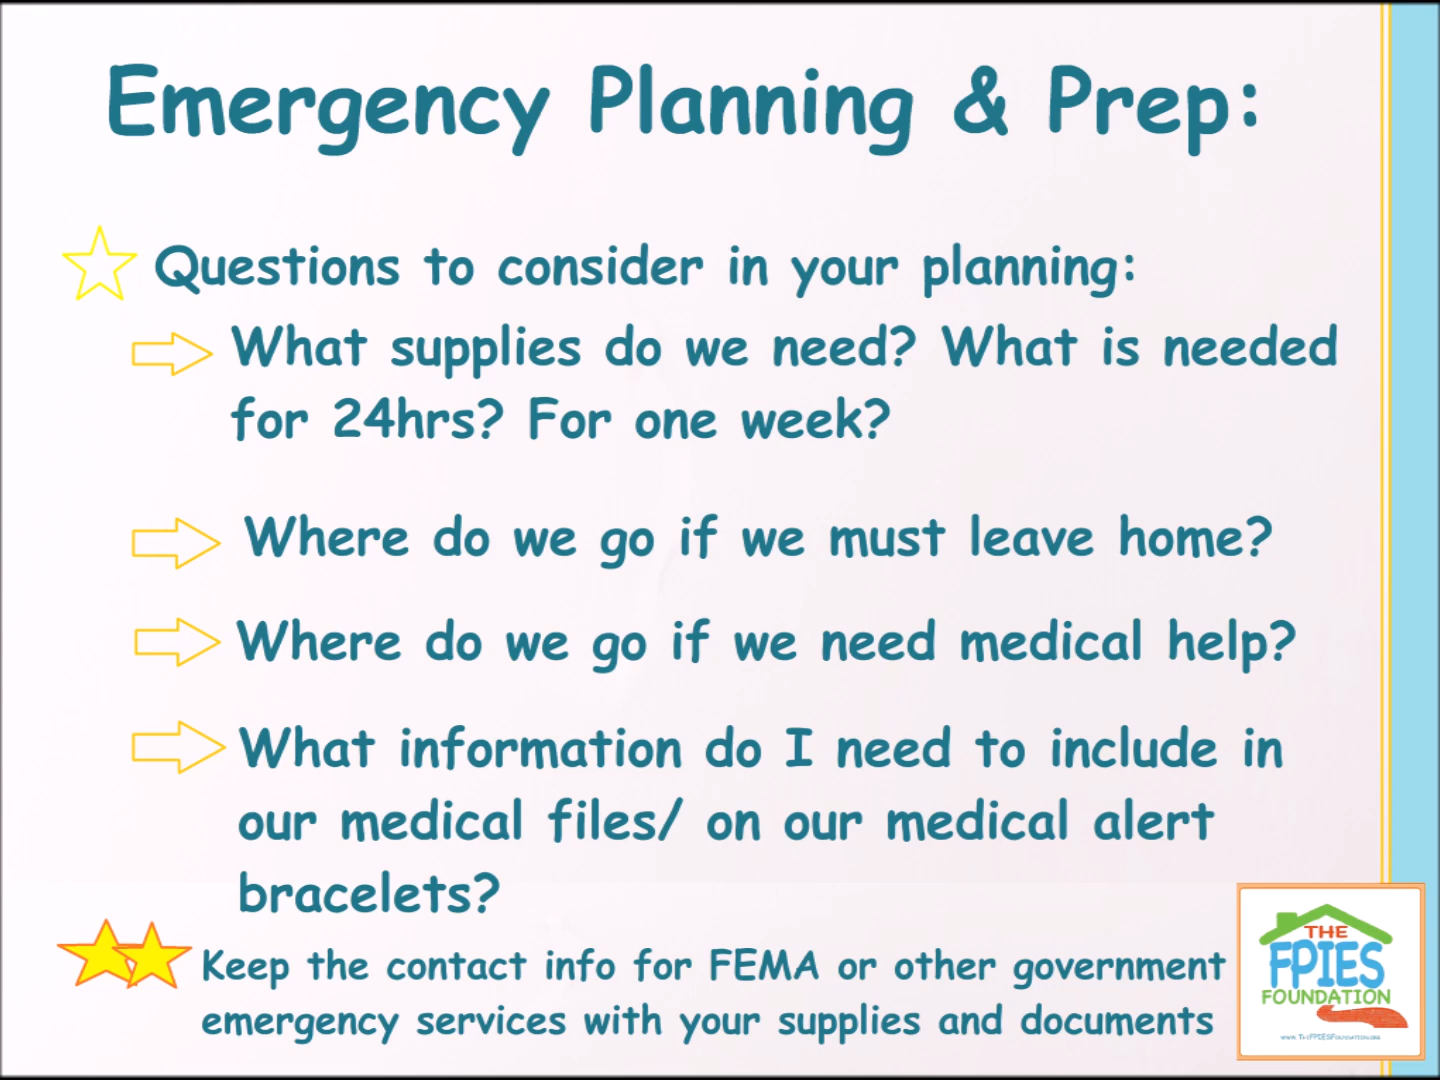 Emergency Planning & Prep:
Questions to consider in your planning:
What supplies do we need? What is needed
for 24hrs? For one week?
Where do we go if we must leave home?
Where do we go if we need medical help?
What information do I need to include in
our medical files/ on our medical alert
bracelets?
Keep the contact info for FEMA or other government
emergency services with your supplies and documents
THE
FPIES
FOUNDATION
www.TheFPIESFoundation.org